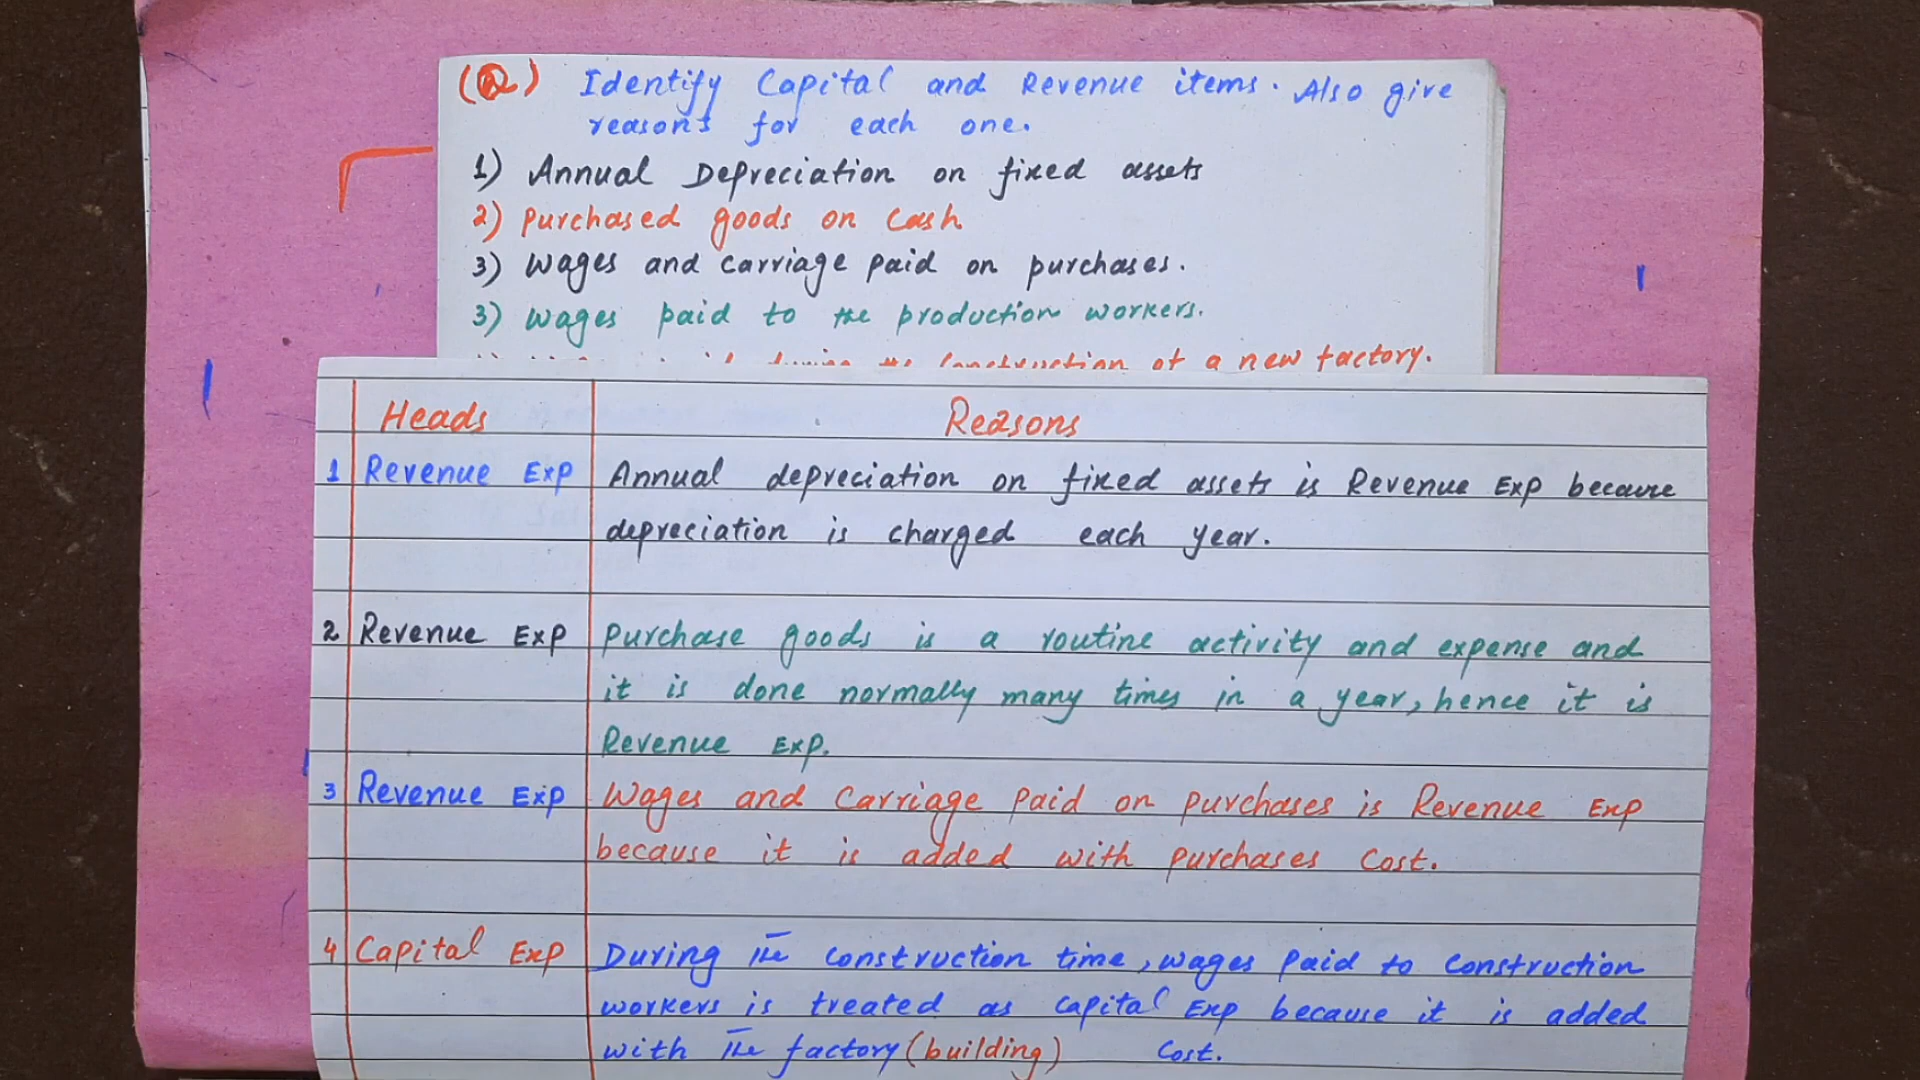 (Q) Identify Capital and Revenue items. Also give
reasons for each one.
1) Annual Depreciation on fixed assets
2) Purchased goods on cash
3) Wages and carriage paid on purchases.
3) Wages paid to the production workers.
during the construction of a new factory.
Heads Reasons
1 Revenue Exp Annual depreciation on fixed assets is Revenue Exp because
depreciation is charged each year.
2 Revenue Exp Purchase goods is a routine activity and expense and
it is done normally many times in a year, hence it is
Revenue Exp.
3 Revenue Exp Wages and Carriage Paid on purchases is Revenue Exp
because it is added with purchases Cost.
4 Capital Exp During the construction time, wages paid to construction
workers is treated as capital Exp because it is added
with the factory (building) Cost.